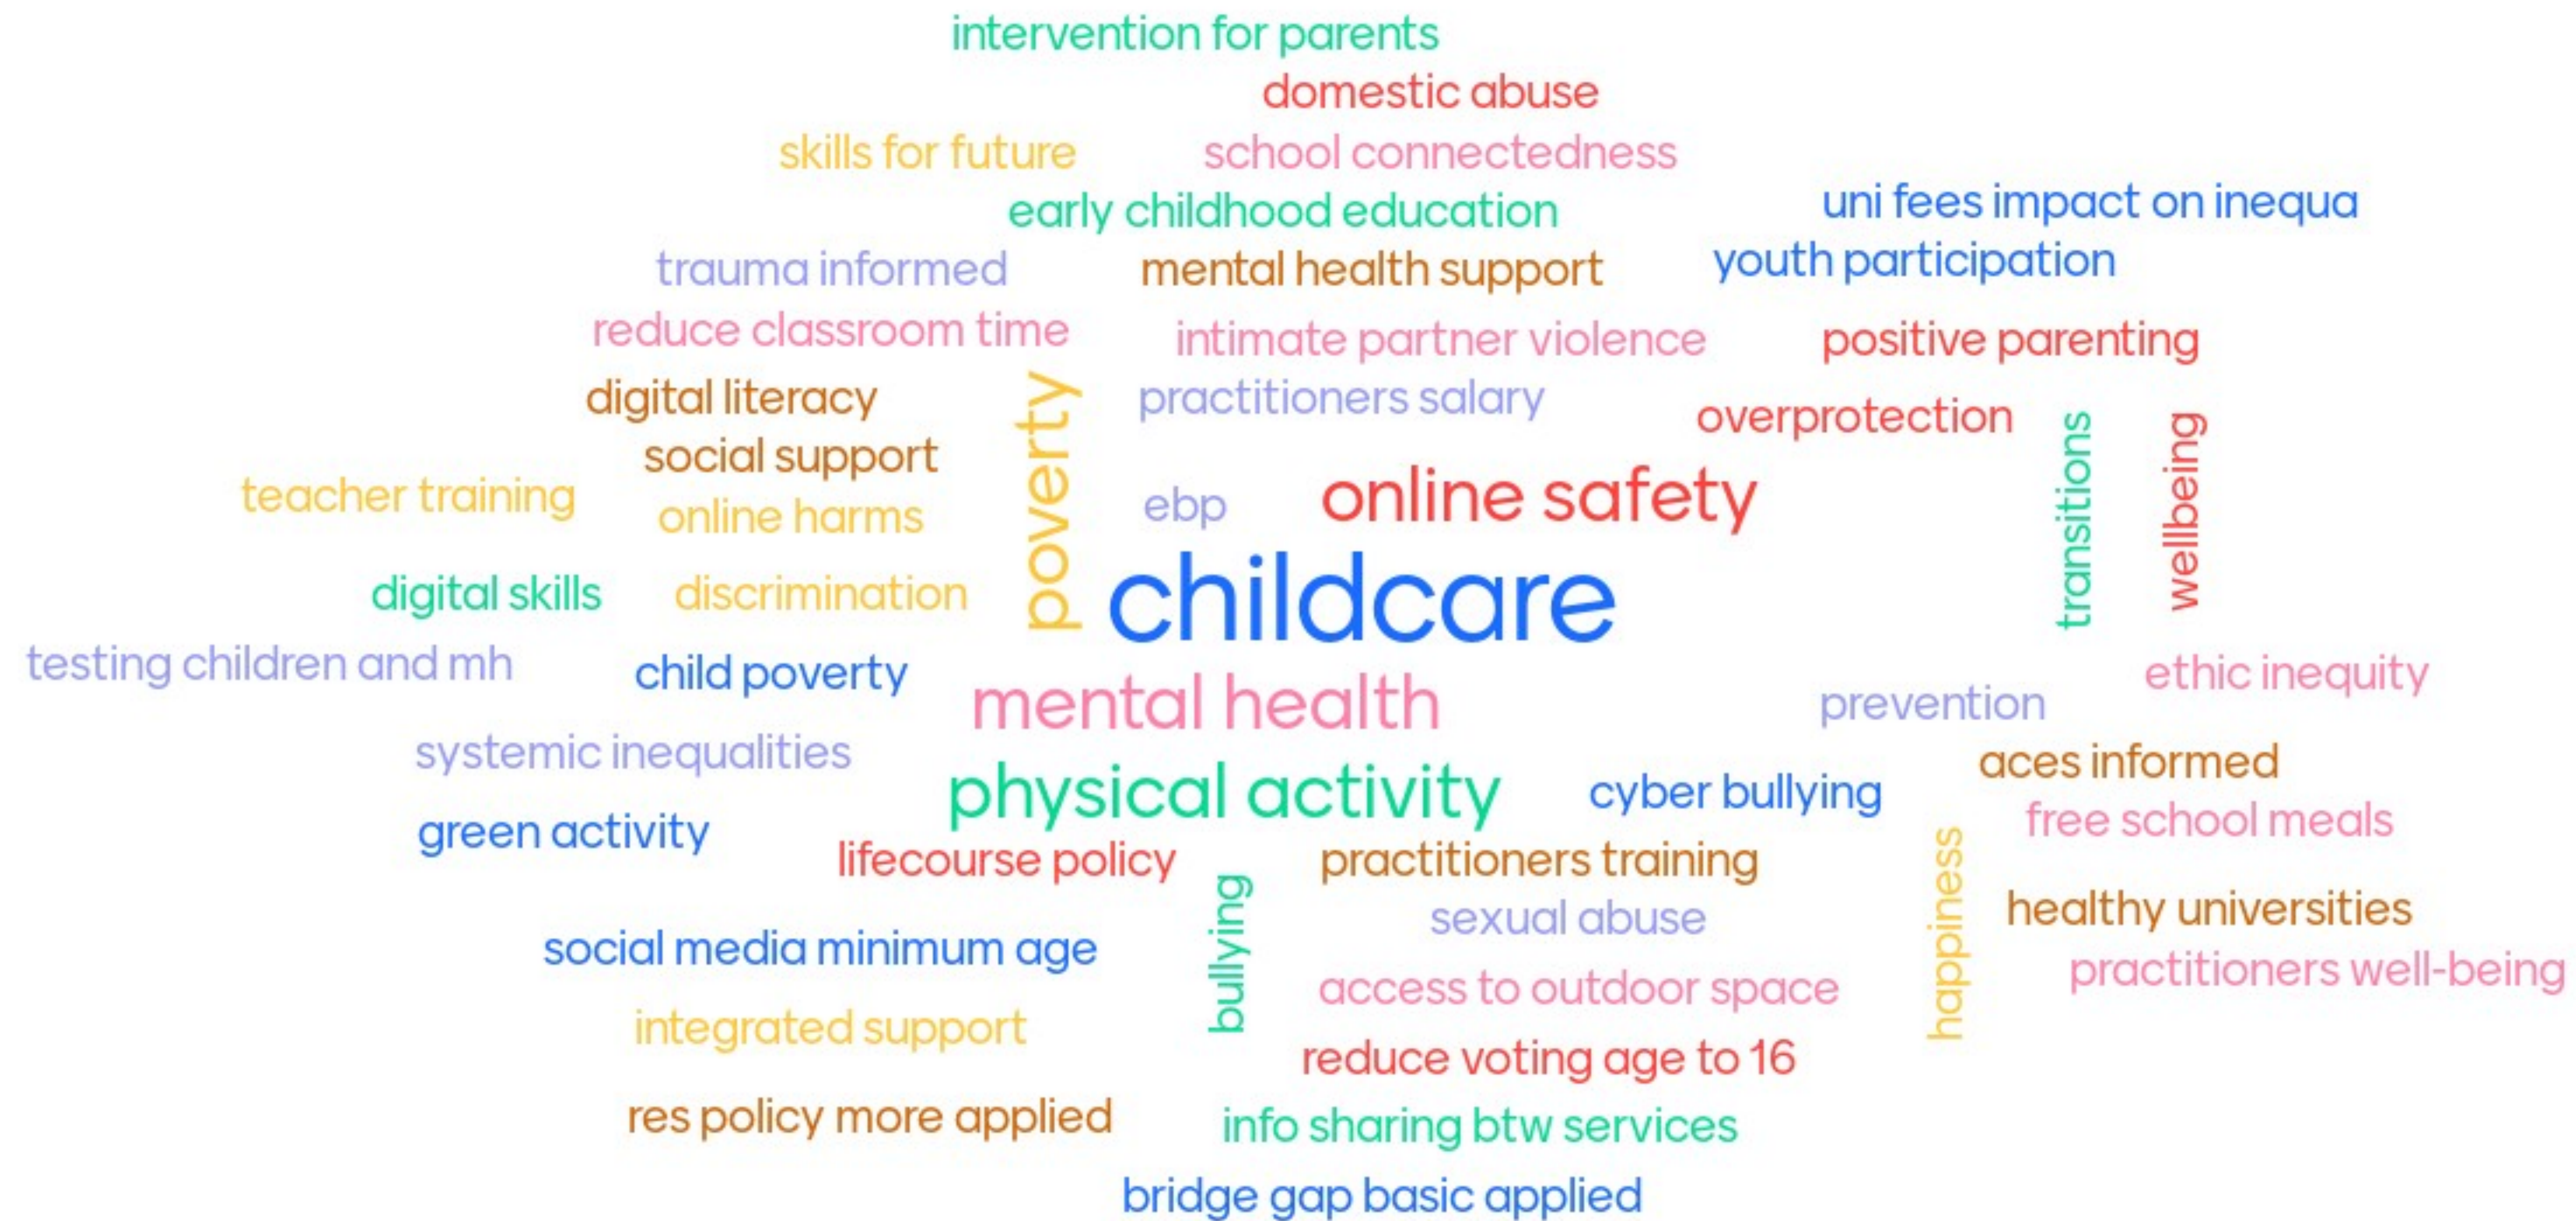 intervention for parents
domestic abuse
skills for future
school connectedness
early childhood education
uni fees impact on inequa
trauma informed
mental health support
youth participation
reduce classroom time
intimate partner violence
positive parenting
digital literacy
poverty
practitioners salary
overprotection
transitions
wellbeing
social support
teacher training
online harms
ebp
online safety
digital skills
discrimination
childcare
testing children and mh
child poverty
mental health
prevention
ethic inequity
systemic inequalities
physical activity
cyber bullying
aces informed
green activity
free school meals
lifecourse policy
practitioners training
happiness
bullying
sexual abuse
healthy universities
social media minimum age
practitioners well-being
access to outdoor space
integrated support
reduce voting age to 16
res policy more applied
info sharing btw services
bridge gap basic applied